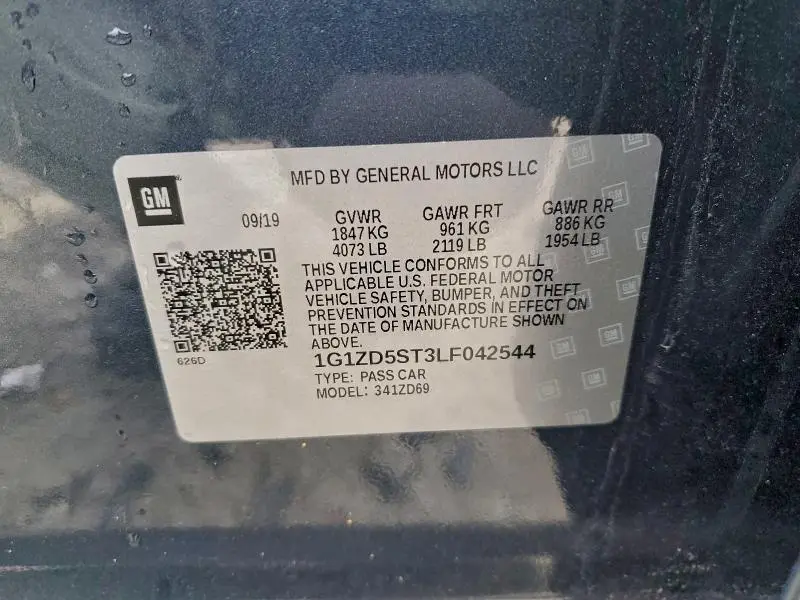 GM
MFD BY GENERAL MOTORS LLC
09/19
GVWR GAWR FRT GAWR RR
1847 KG 961 KG 886 KG
4073 LB 2119 LB 1954 LB
THIS VEHICLE CONFORMS TO ALL
APPLICABLE U.S. FEDERAL MOTOR
VEHICLE SAFETY, BUMPER, AND THEFT
PREVENTION STANDARDS IN EFFECT ON
THE DATE OF MANUFACTURE SHOWN
ABOVE.
626D
1G1ZD5ST3LF042544
TYPE: PASS CAR
MODEL: 341ZD69